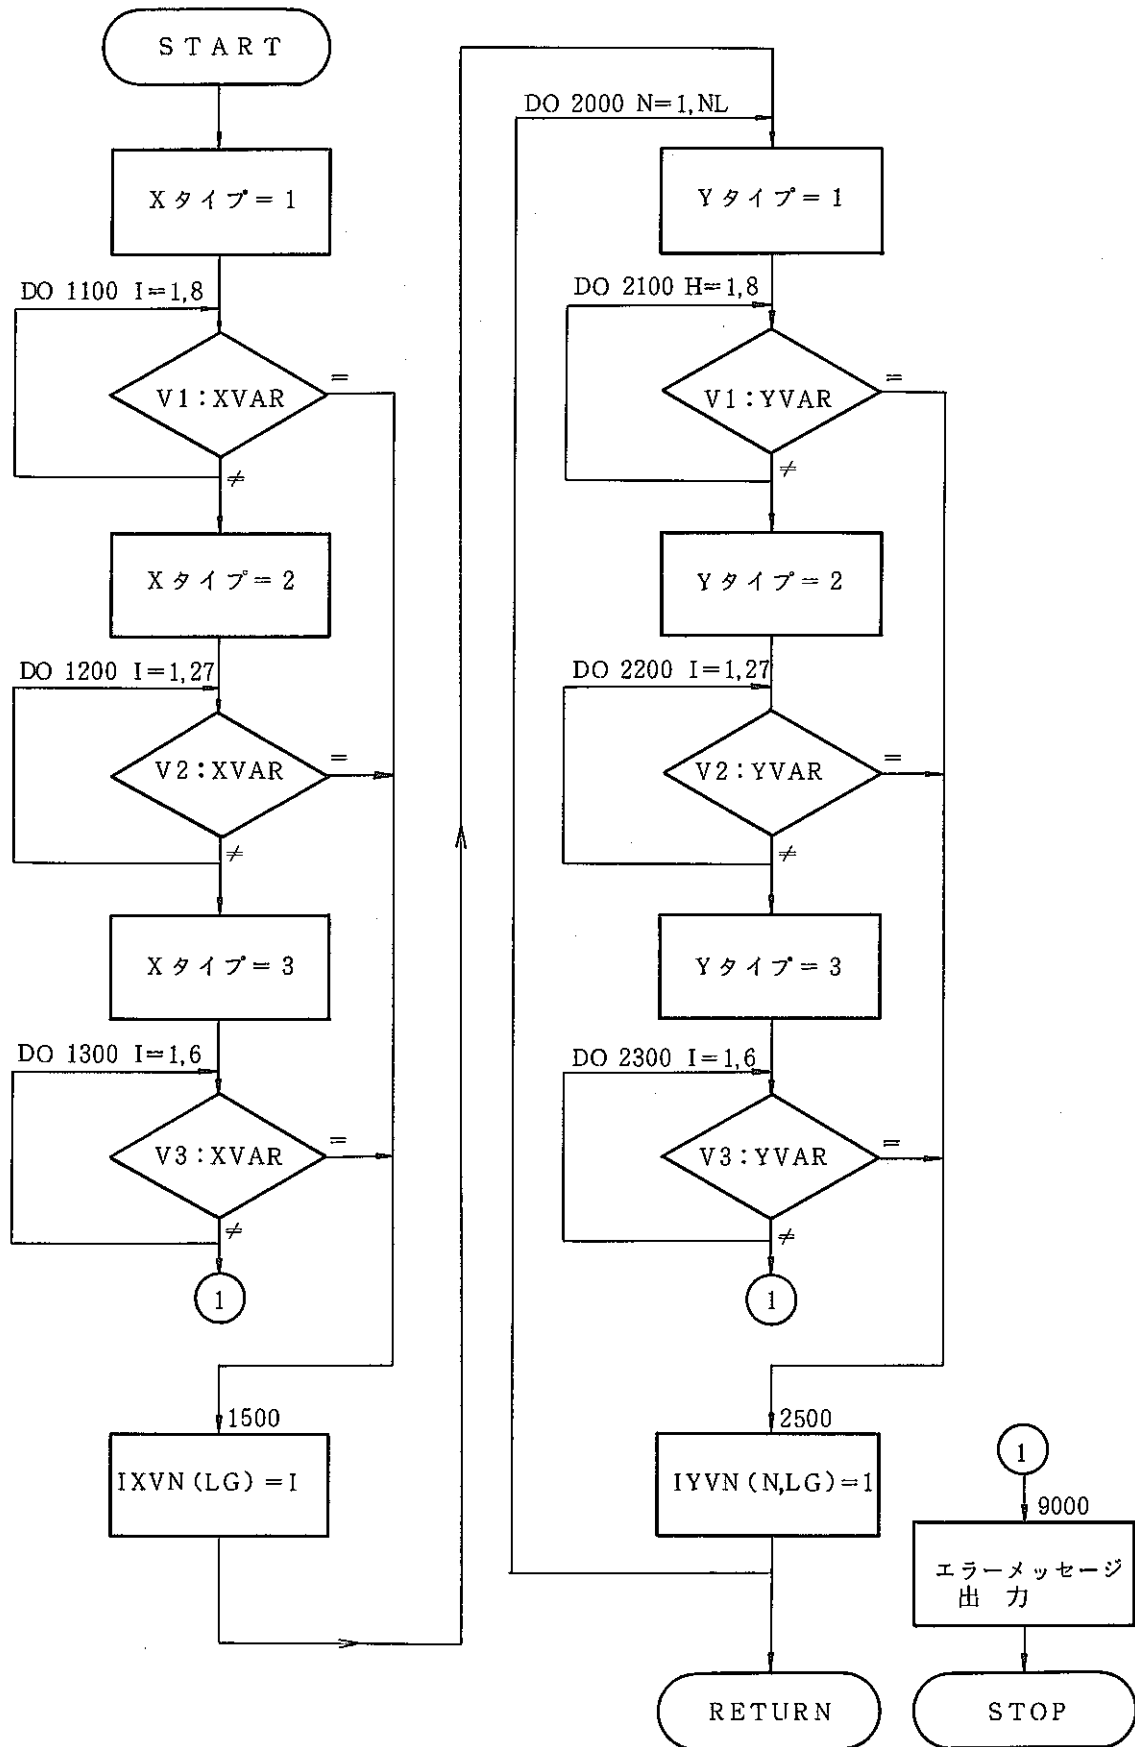 START
Xタイプ=1
DO 1100 I=1,8
V1:XVAR
=
≠
Xタイプ=2
DO 1200 I=1,27
V2:XVAR
=
≠
Xタイプ=3
DO 1300 I=1,6
V3:XVAR
=
≠
1
1500
IXVN(LG)=I
DO 2000 N=1,NL
Yタイプ=1
DO 2100 H=1,8
V1:YVAR
=
≠
Yタイプ=2
DO 2200 I=1,27
V2:YVAR
=
≠
Yタイプ=3
DO 2300 I=1,6
V3:YVAR
=
≠
1
2500
IYVN(N,LG)=1
RETURN
1
9000
エラーメッセージ
出力
STOP